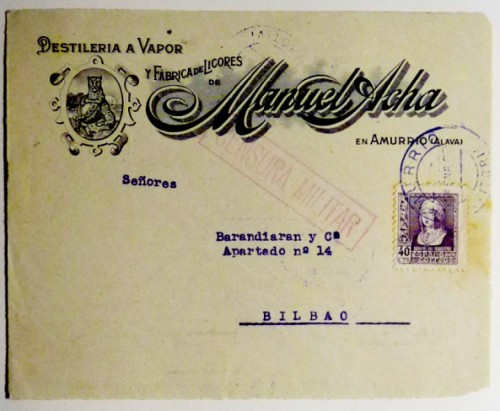 DESTILERIA A VAPOR
Y FÁBRICA DE LICORES
DE
Manuel Acha
EN AMURRIO (ALAVA)
CENSURA MILITAR
Señores
Barandiaran y Cª
Apartado nº 14
BILBAO
40